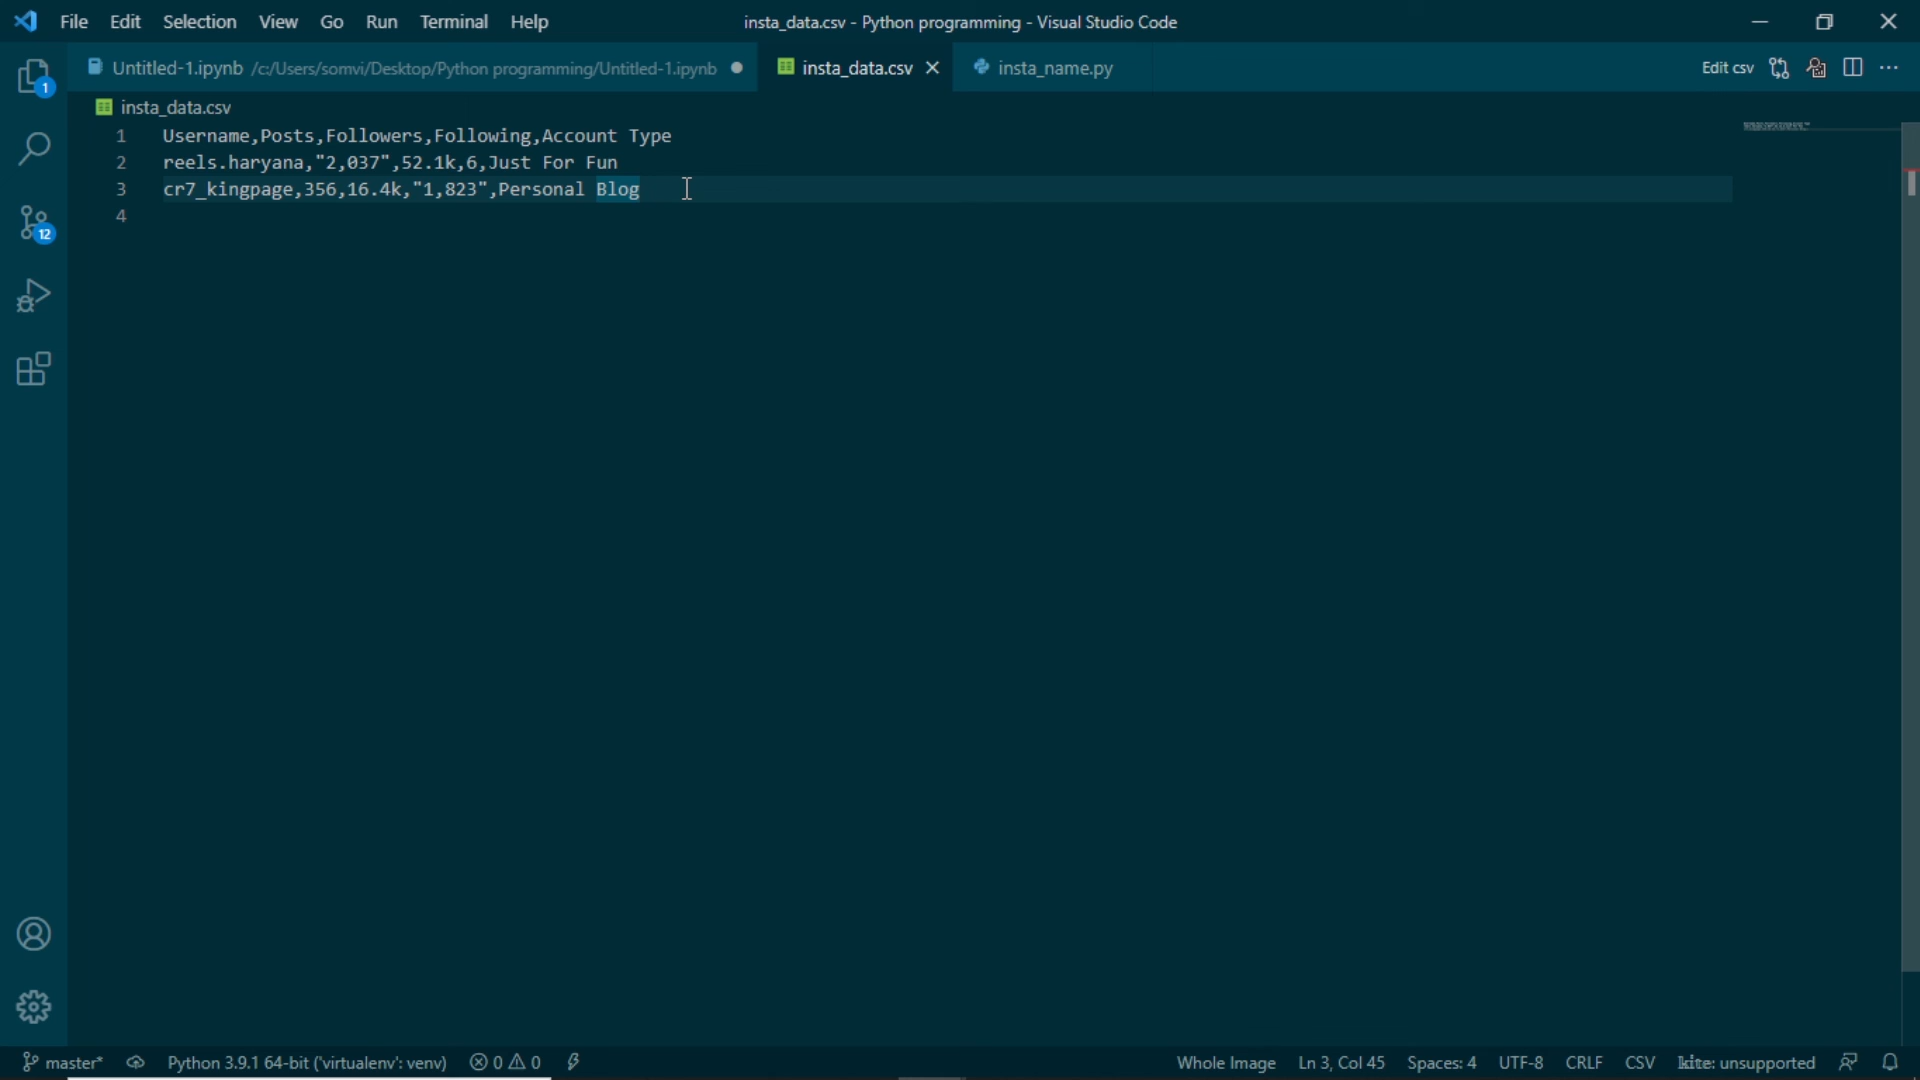 File Edit Selection View Go Run Terminal Help insta_data.csv - Python programming - Visual Studio Code
Untitled-1.ipynb /c:/Users/somvi/Desktop/Python programming/Untitled-1.ipynb insta_data.csv insta_name.py Edit csv
1
insta_data.csv
1 Username,Posts,Followers,Following,Account Type
2 reels.haryana,"2,037",52.1k,6,Just For Fun
3 cr7_kingpage,356,16.4k,"1,823",Personal Blog
4
12
master* Python 3.9.1 64-bit ('virtualenv': venv) 0 0 Whole Image Ln 3, Col 45 Spaces: 4 UTF-8 CRLF CSV kite: unsupported